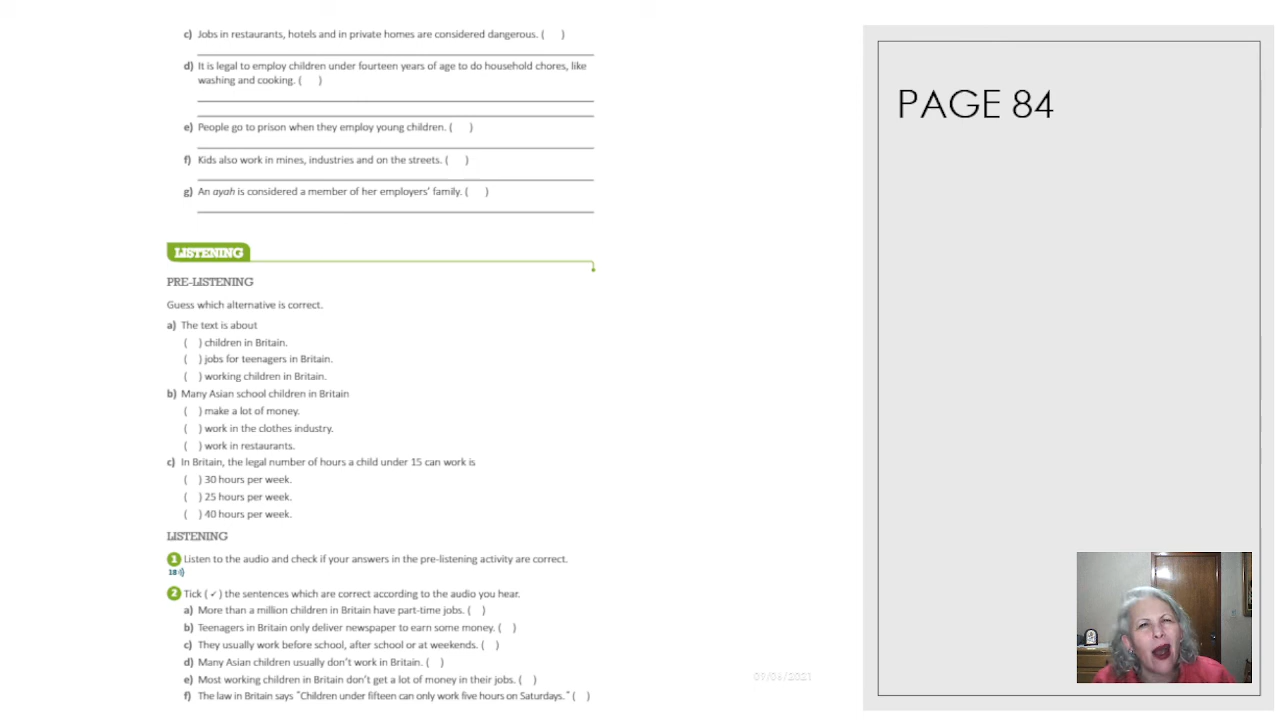 c) Jobs in restaurants, hotels and in private homes are considered dangerous. ( )
d) It is legal to employ children under fourteen years of age to do household chores, like
washing and cooking. ( )
e) People go to prison when they employ young children. ( )
f) Kids also work in mines, industries and on the streets. ( )
g) An ayah is considered a member of her employers' family. ( )
LISTENING
PRE-LISTENING
Guess which alternative is correct.
a) The text is about
( ) children in Britain.
( ) jobs for teenagers in Britain.
( ) working children in Britain.
b) Many Asian school children in Britain
( ) make a lot of money.
( ) work in the clothes industry.
( ) work in restaurants.
c) In Britain, the legal number of hours a child under 15 can work is
( ) 30 hours per week.
( ) 25 hours per week.
( ) 40 hours per week.
LISTENING
1 Listen to the audio and check if your answers in the pre-listening activity are correct.
18
2 Tick ( ✓ ) the sentences which are correct according to the audio you hear.
a) More than a million children in Britain have part-time jobs. ( )
b) Teenagers in Britain only deliver newspaper to earn some money. ( )
c) They usually work before school, after school or at weekends. ( )
d) Many Asian children usually don't work in Britain. ( )
e) Most working children in Britain don't get a lot of money in their jobs. ( )
f) The law in Britain says "Children under fifteen can only work five hours on Saturdays." ( )
PAGE 84
09/06/2021